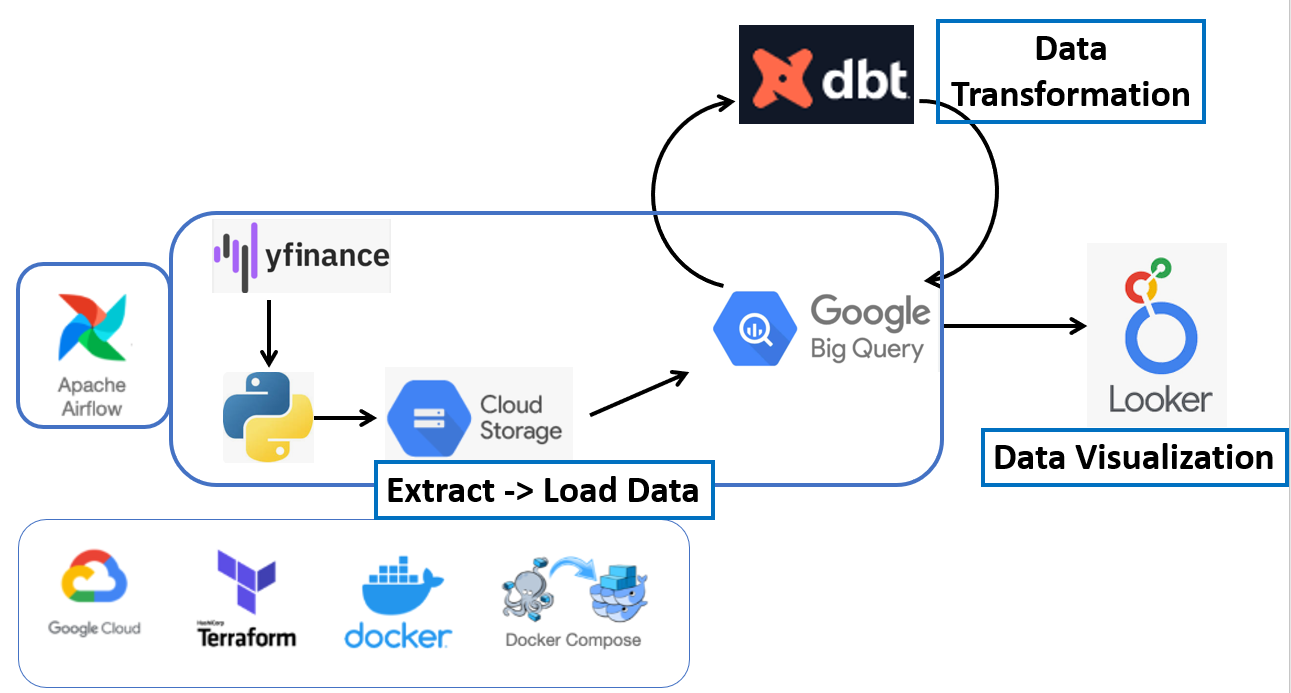 dbt
Data
Transformation
yfinance
Apache
Airflow
Google
Big Query
Cloud
Storage
Looker
Extract -> Load Data
Data Visualization
Google Cloud
HashiCorp
Terraform
docker
Docker Compose